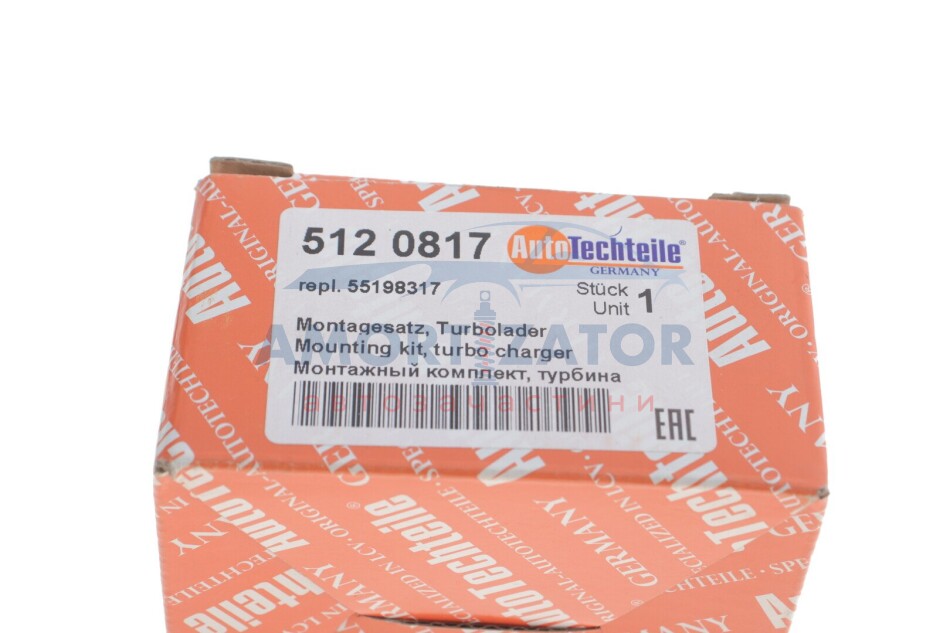 512 0817 AutoTechteile®
GERMANY
repl. 55198317
Stück
Unit 1
Montagesatz, Turbolader
Mounting kit, turbo charger
Монтажный комплект, турбина
AMORTIZATOR
автозапчастини
EAC